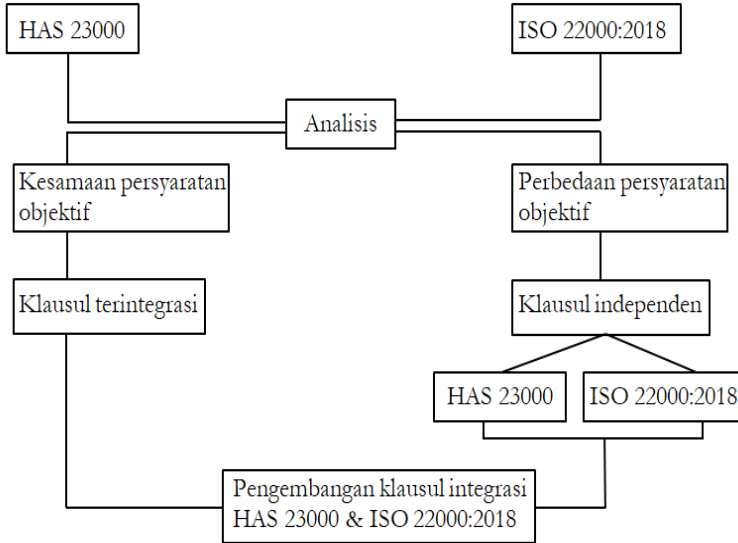 HAS 23000
ISO 22000:2018
Analisis
Kesamaan persyaratan
objektif
Perbedaan persyaratan
objektif
Klausul terintegrasi
Klausul independen
HAS 23000
ISO 22000:2018
Pengembangan klausul integrasi
HAS 23000 & ISO 22000:2018